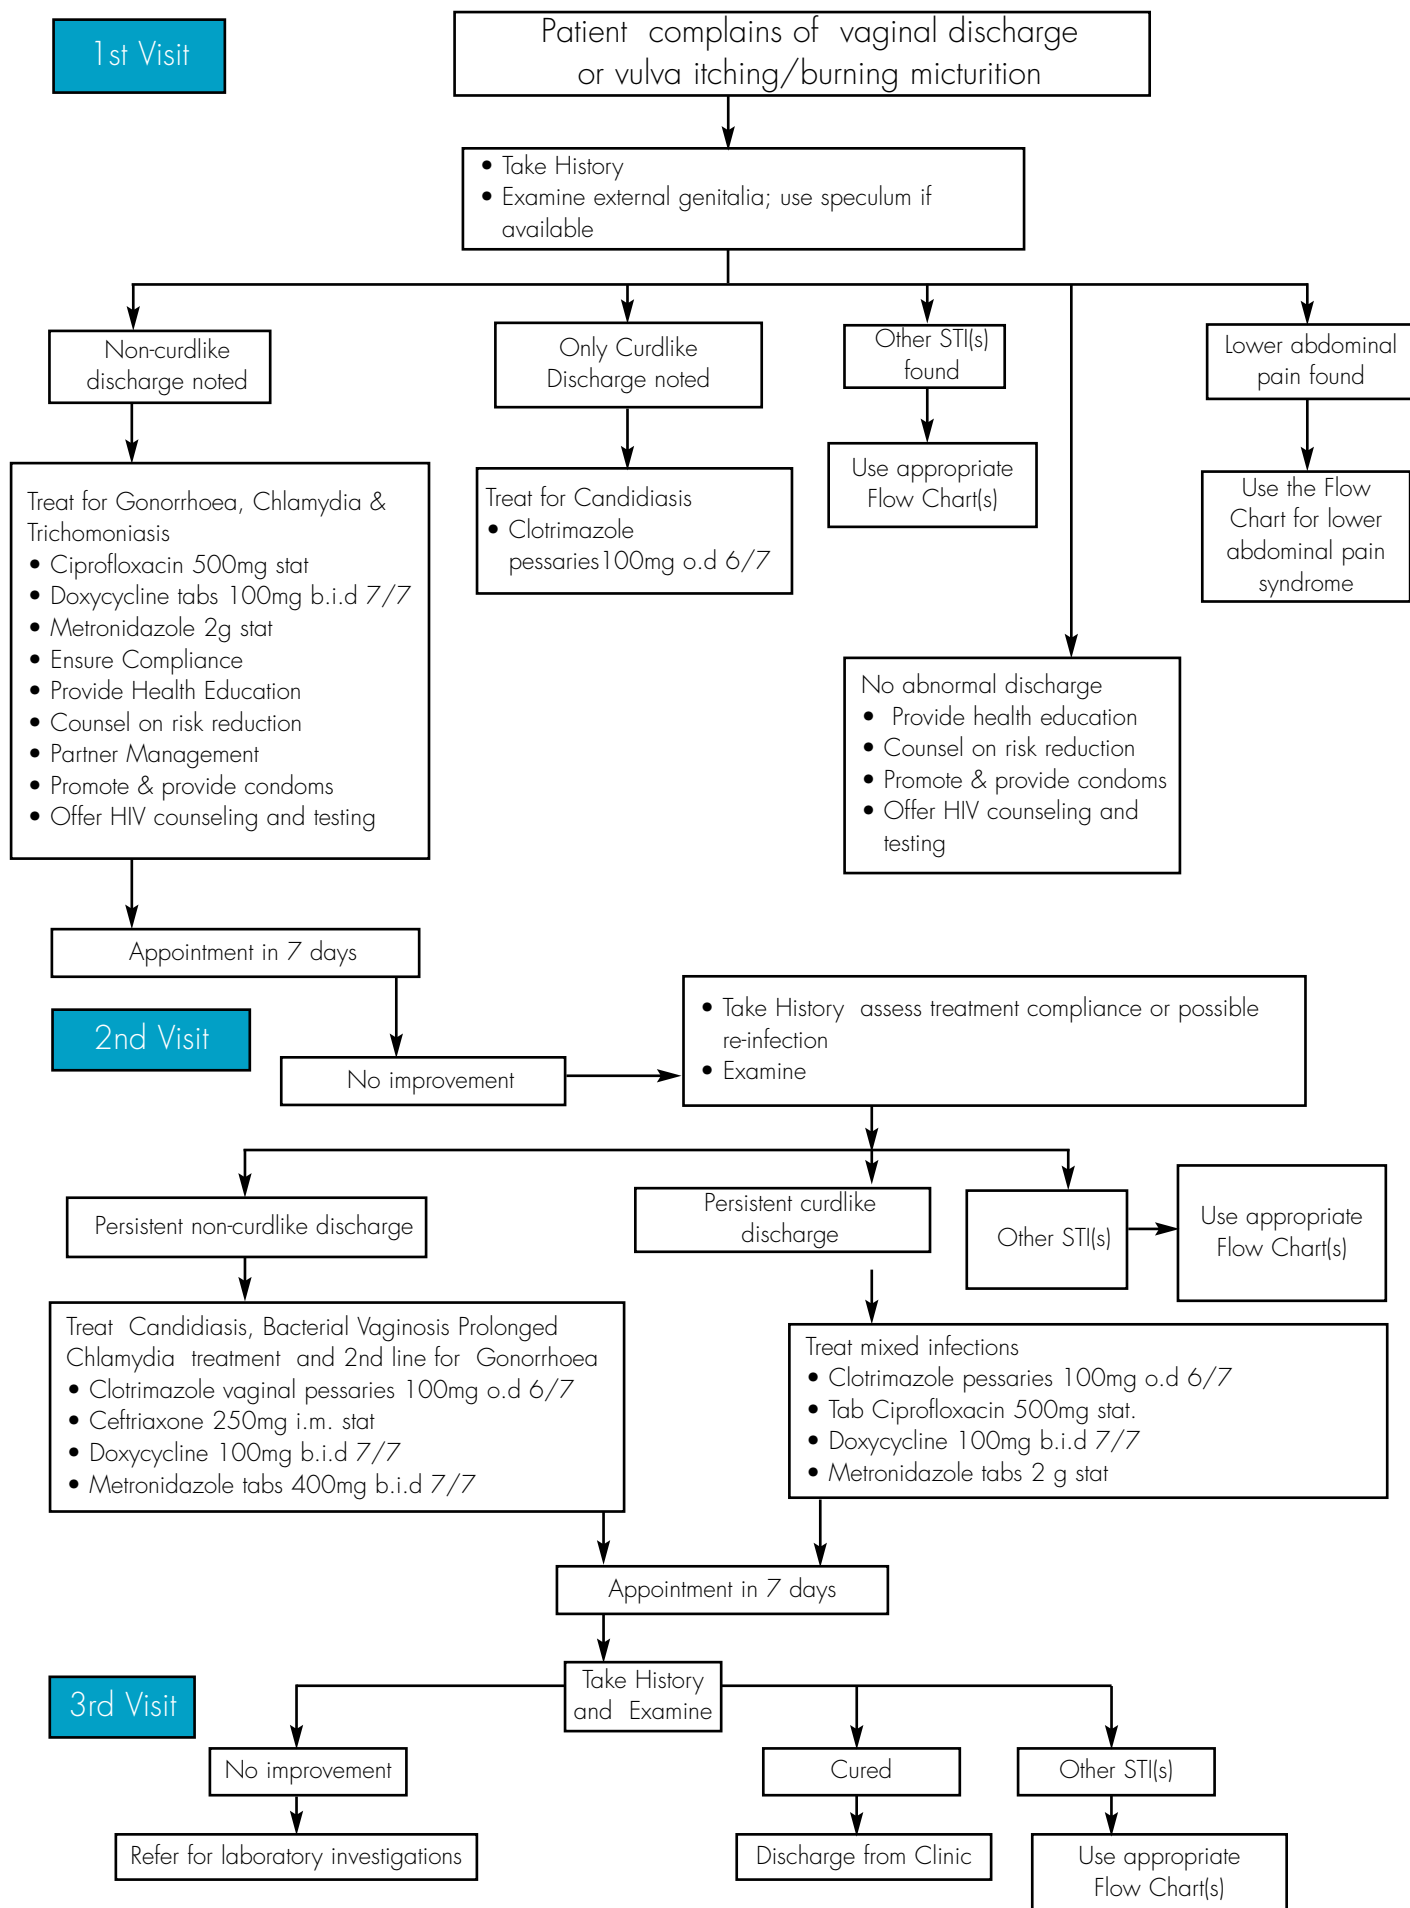 1st Visit
Patient complains of vaginal discharge
or vulva itching/burning micturition
• Take History
• Examine external genitalia; use speculum if
available
Non-curdlike
discharge noted
Only Curdlike
Discharge noted
Other STI(s)
found
Lower abdominal
pain found
Treat for Gonorrhoea, Chlamydia &
Trichomoniasis
• Ciprofloxacin 500mg stat
• Doxycycline tabs 100mg b.i.d 7/7
• Metronidazole 2g stat
• Ensure Compliance
• Provide Health Education
• Counsel on risk reduction
• Partner Management
• Promote & provide condoms
• Offer HIV counseling and testing
Treat for Candidiasis
• Clotrimazole
pessaries100mg o.d 6/7
Use appropriate
Flow Chart(s)
Use the Flow
Chart for lower
abdominal pain
syndrome
No abnormal discharge
• Provide health education
• Counsel on risk reduction
• Promote & provide condoms
• Offer HIV counseling and
testing
Appointment in 7 days
2nd Visit
No improvement
• Take History assess treatment compliance or possible
re-infection
• Examine
Persistent non-curdlike discharge
Persistent curdlike
discharge
Other STI(s)
Use appropriate
Flow Chart(s)
Treat Candidiasis, Bacterial Vaginosis Prolonged
Chlamydia treatment and 2nd line for Gonorrhoea
• Clotrimazole vaginal pessaries 100mg o.d 6/7
• Ceftriaxone 250mg i.m. stat
• Doxycycline 100mg b.i.d 7/7
• Metronidazole tabs 400mg b.i.d 7/7
Treat mixed infections
• Clotrimazole pessaries 100mg o.d 6/7
• Tab Ciprofloxacin 500mg stat.
• Doxycycline 100mg b.i.d 7/7
• Metronidazole tabs 2 g stat
Appointment in 7 days
3rd Visit
Take History
and Examine
No improvement
Cured
Other STI(s)
Refer for laboratory investigations
Discharge from Clinic
Use appropriate
Flow Chart(s)